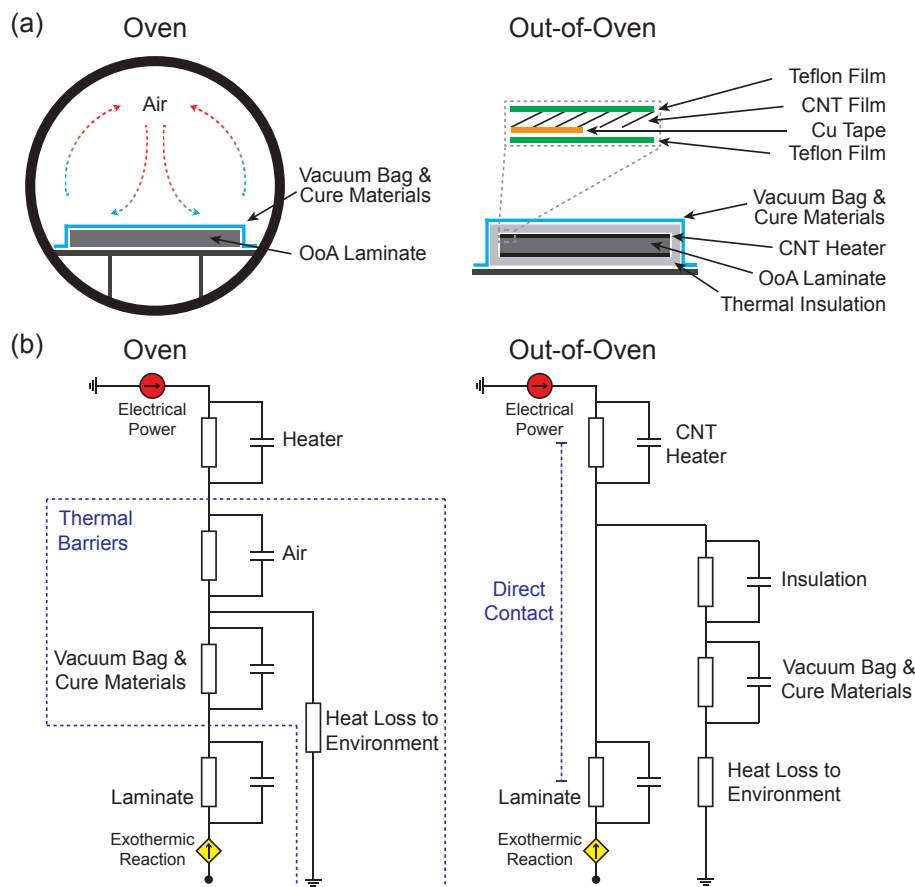 (a)
Oven
Out-of-Oven
Air
Vacuum Bag &
Cure Materials
OoA Laminate
Teflon Film
CNT Film
Cu Tape
Teflon Film
Vacuum Bag &
Cure Materials
CNT Heater
OoA Laminate
Thermal Insulation
(b)
Oven
Electrical
Power
Heater
Thermal
Barriers
Air
Vacuum Bag &
Cure Materials
Heat Loss to
Environment
Laminate
Exothermic
Reaction
Out-of-Oven
Electrical
Power
CNT
Heater
Direct
Contact
Insulation
Vacuum Bag &
Cure Materials
Heat Loss to
Environment
Laminate
Exothermic
Reaction